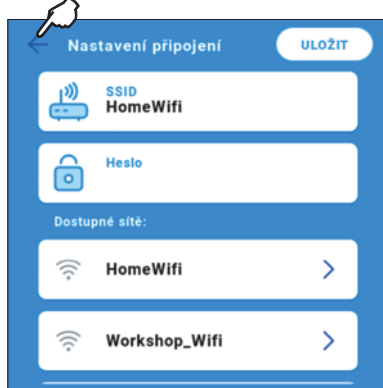 Nastavení připojení
ULOŽIT
SSID
HomeWifi
Heslo
Dostupné sítě:
HomeWifi
Workshop_Wifi